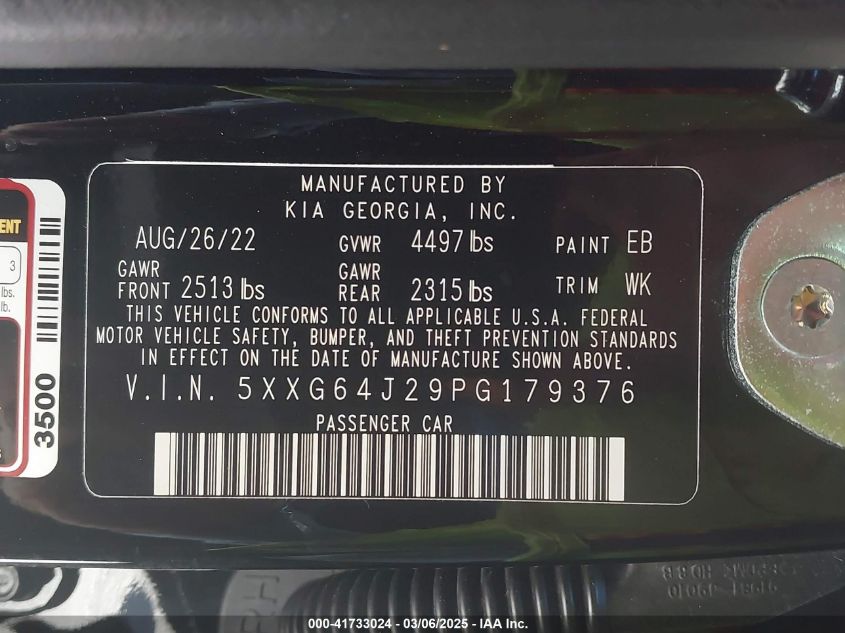 MANUFACTURED BY
KIA GEORGIA, INC.
AUG/26/22 GVWR 4497 lbs PAINT EB
GAWR FRONT 2513 lbs GAWR REAR 2315 lbs TRIM WK
THIS VEHICLE CONFORMS TO ALL APPLICABLE U.S.A. FEDERAL
MOTOR VEHICLE SAFETY, BUMPER, AND THEFT PREVENTION STANDARDS
IN EFFECT ON THE DATE OF MANUFACTURE SHOWN ABOVE.
V.I.N. 5XXG64J29PG179376
PASSENGER CAR
3
lbs.
lb.
3500
000-41733024 - 03/06/2025 - IAA Inc.